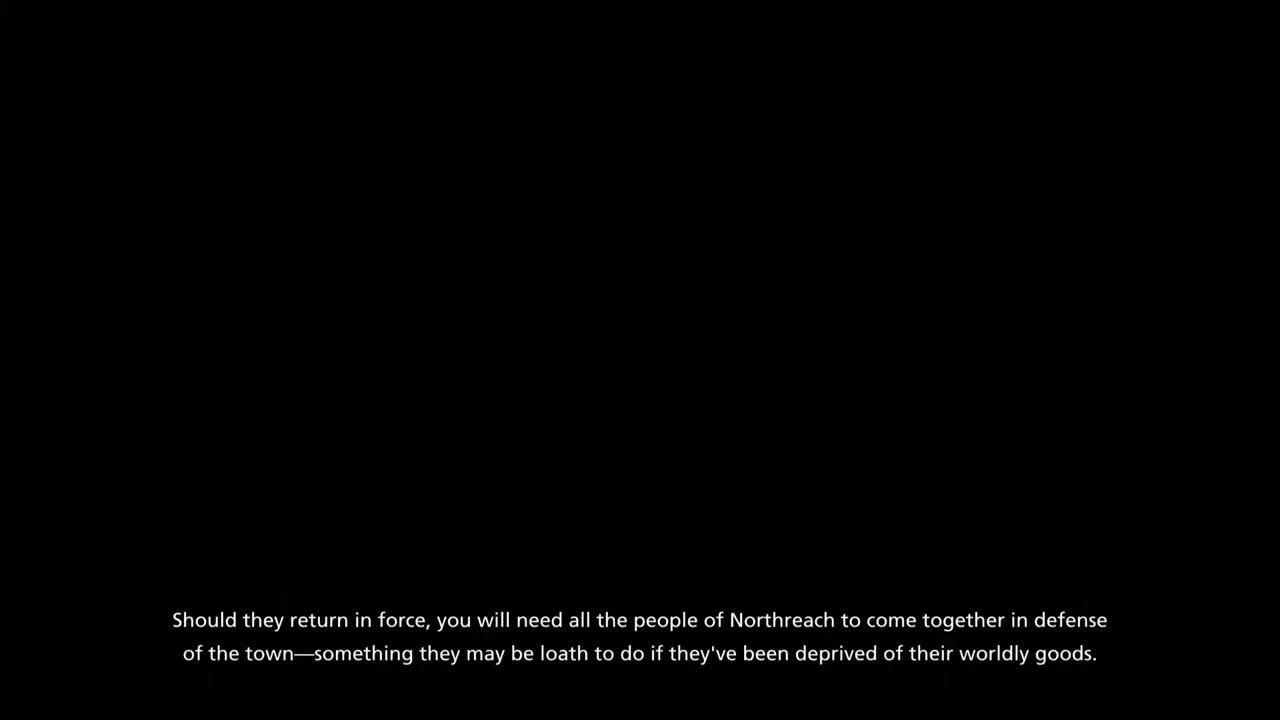 Should they return in force, you will need all the people of Northreach to come together in defense
of the town—something they may be loath to do if they've been deprived of their worldly goods.